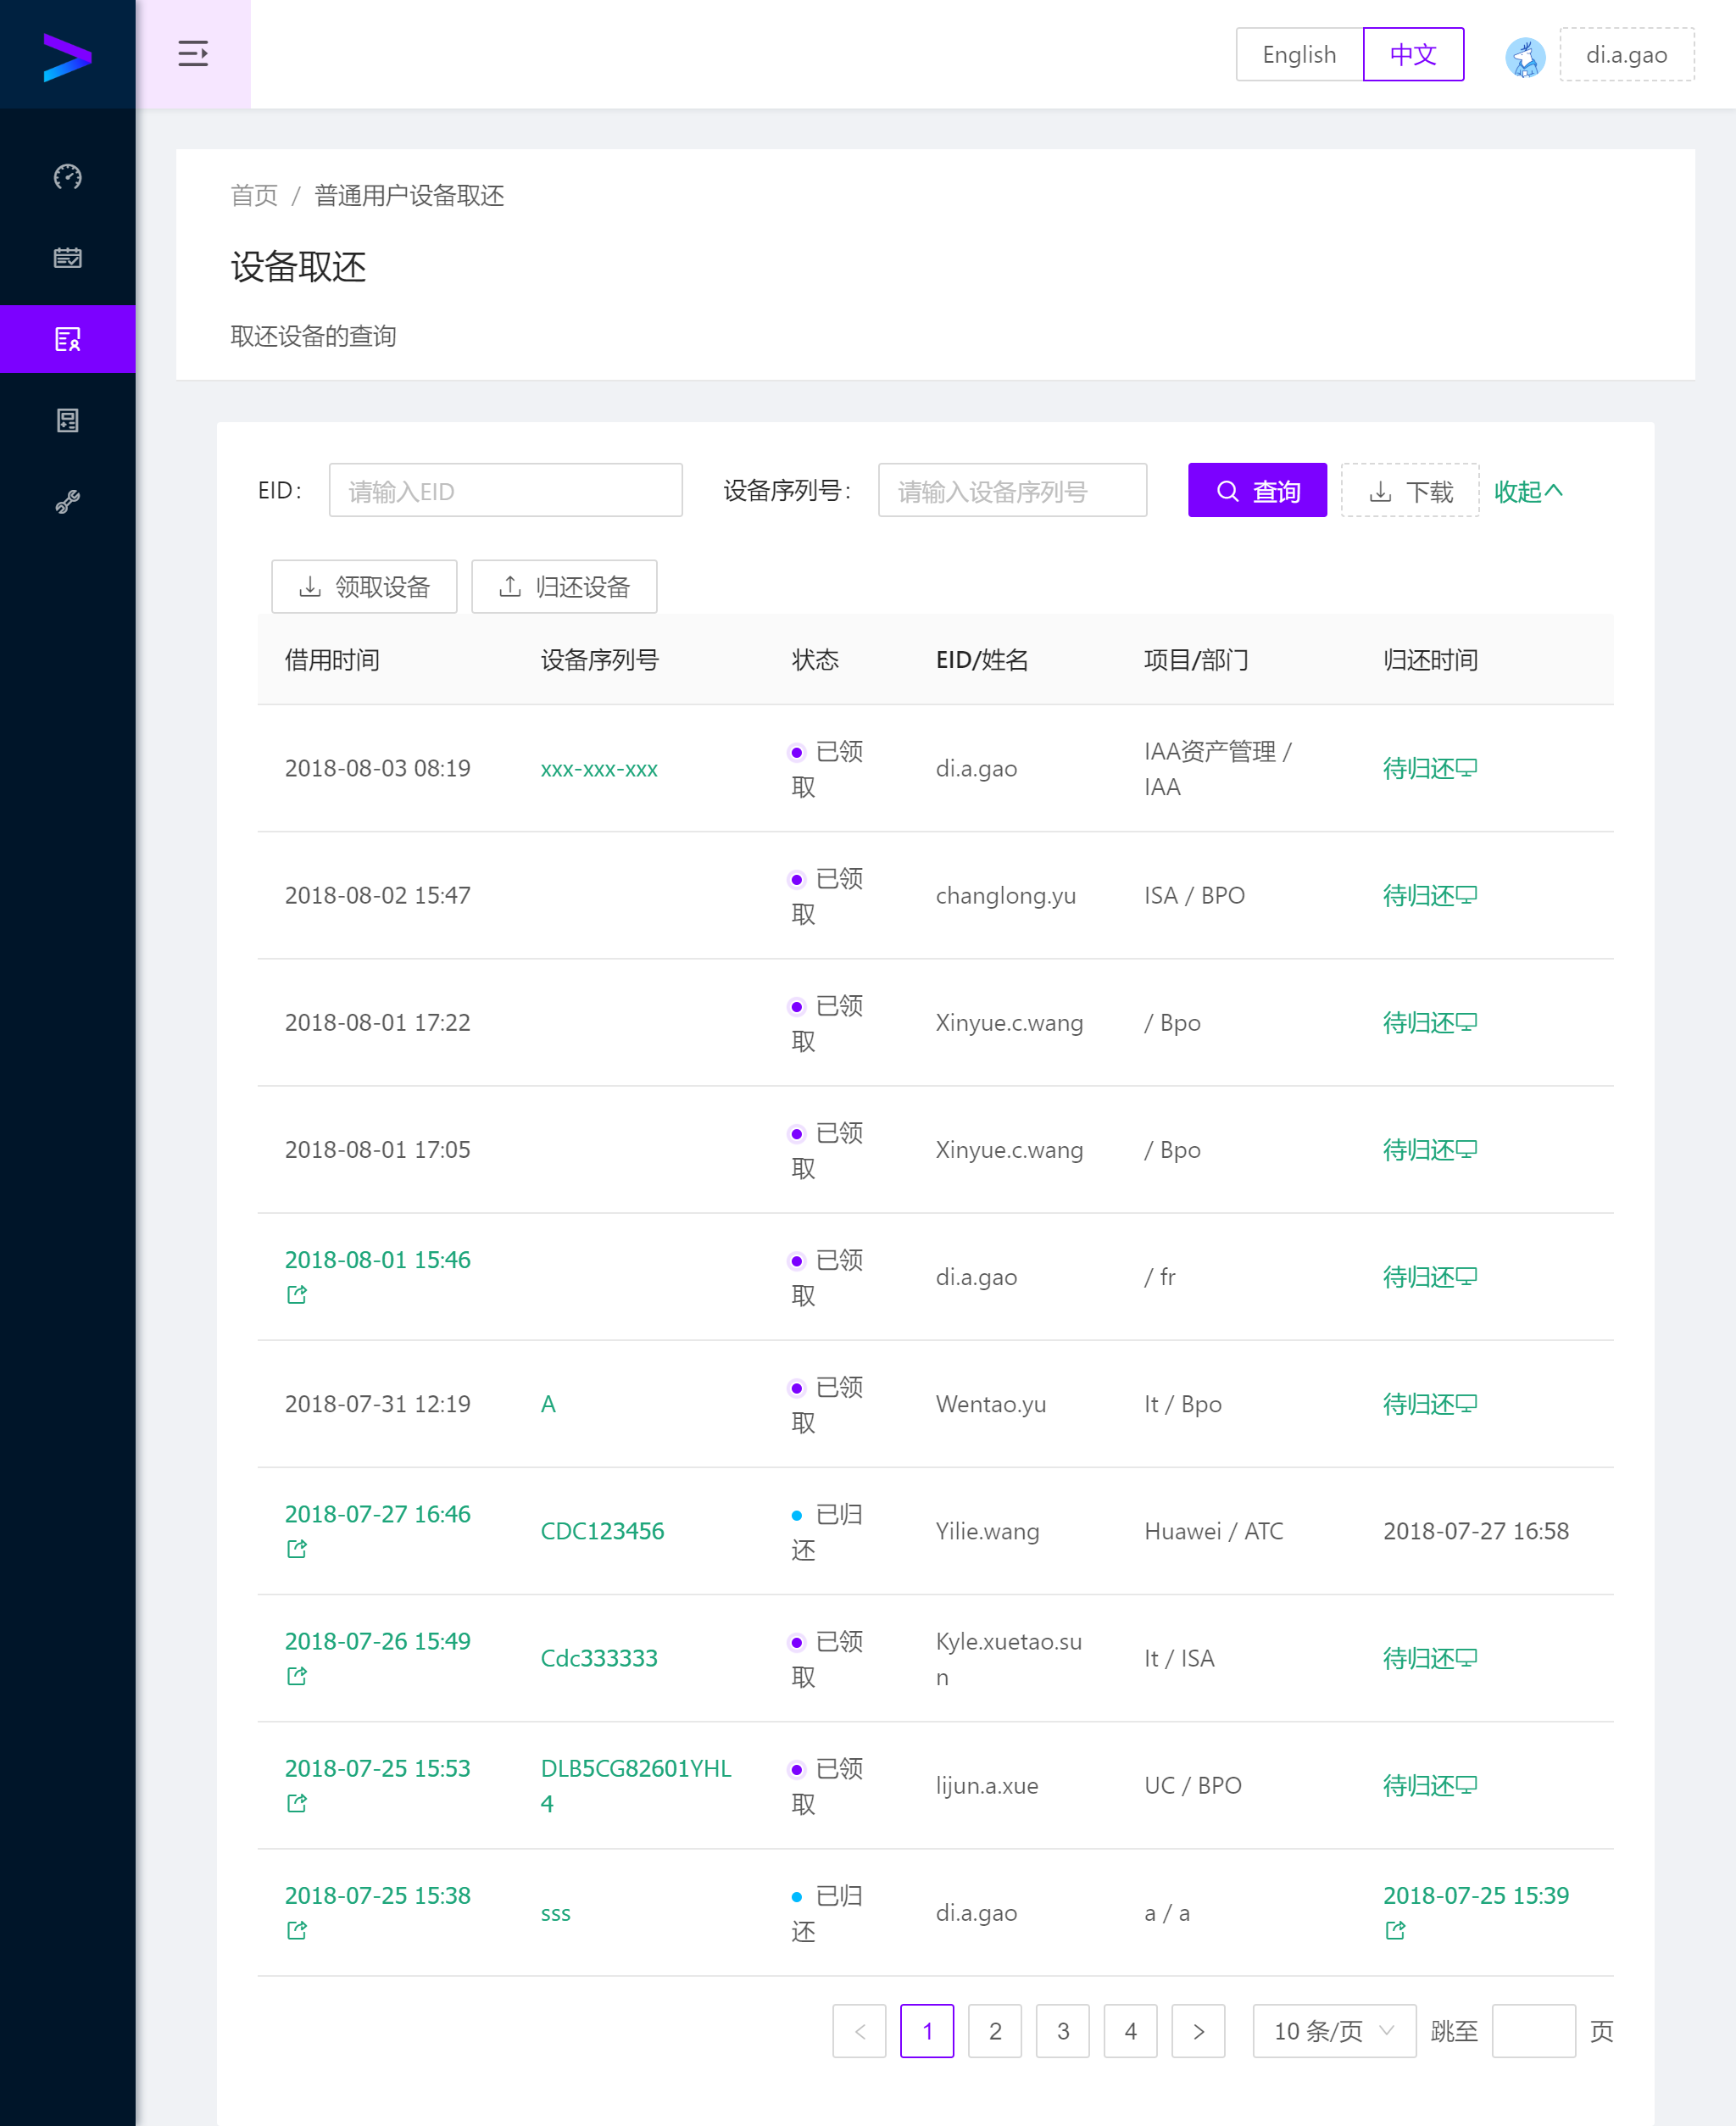 English 中文 di.a.gao
首页 / 普通用户设备取还
设备取还
取还设备的查询
EID: 请输入EID 设备序列号: 请输入设备序列号 查询 下载 收起
领取设备 归还设备
借用时间 设备序列号 状态 EID/姓名 项目/部门 归还时间
2018-08-03 08:19 xxx-xxx-xxx 已领取 di.a.gao IAA资产管理 / IAA 待归还
2018-08-02 15:47 已领取 changlong.yu ISA / BPO 待归还
2018-08-01 17:22 已领取 Xinyue.c.wang / Bpo 待归还
2018-08-01 17:05 已领取 Xinyue.c.wang / Bpo 待归还
2018-08-01 15:46 已领取 di.a.gao / fr 待归还
2018-07-31 12:19 A 已领取 Wentao.yu It / Bpo 待归还
2018-07-27 16:46 CDC123456 已归还 Yilie.wang Huawei / ATC 2018-07-27 16:58
2018-07-26 15:49 Cdc333333 已领取 Kyle.xuetao.sun It / ISA 待归还
2018-07-25 15:53 DLB5CG82601YHL4 已领取 lijun.a.xue UC / BPO 待归还
2018-07-25 15:38 sss 已归还 di.a.gao a / a 2018-07-25 15:39
1 2 3 4 10 条/页 跳至 页